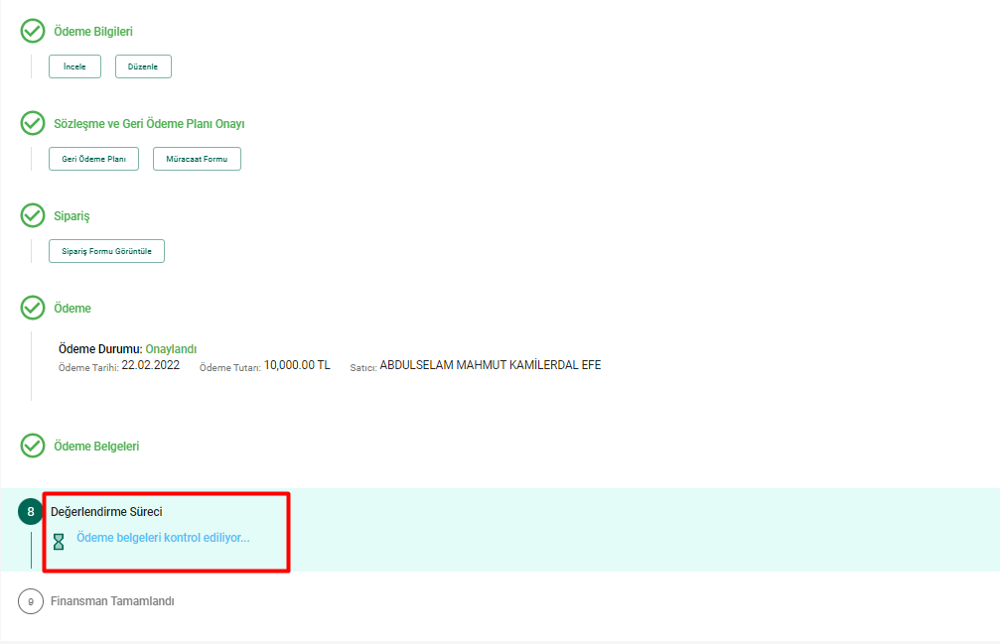 Ödeme Bilgileri
İncele Düzenle
Sözleşme ve Geri Ödeme Planı Onayı
Geri Ödeme Planı Müracaat Formu
Sipariş
Sipariş Formu Görüntüle
Ödeme
Ödeme Durumu: Onaylandı
Ödeme Tarihi: 22.02.2022 Ödeme Tutarı: 10,000.00 TL Satıcı: ABDULSELAM MAHMUT KAMİLERDAL EFE
Ödeme Belgeleri
8 Değerlendirme Süreci
Ödeme belgeleri kontrol ediliyor...
9 Finansman Tamamlandı